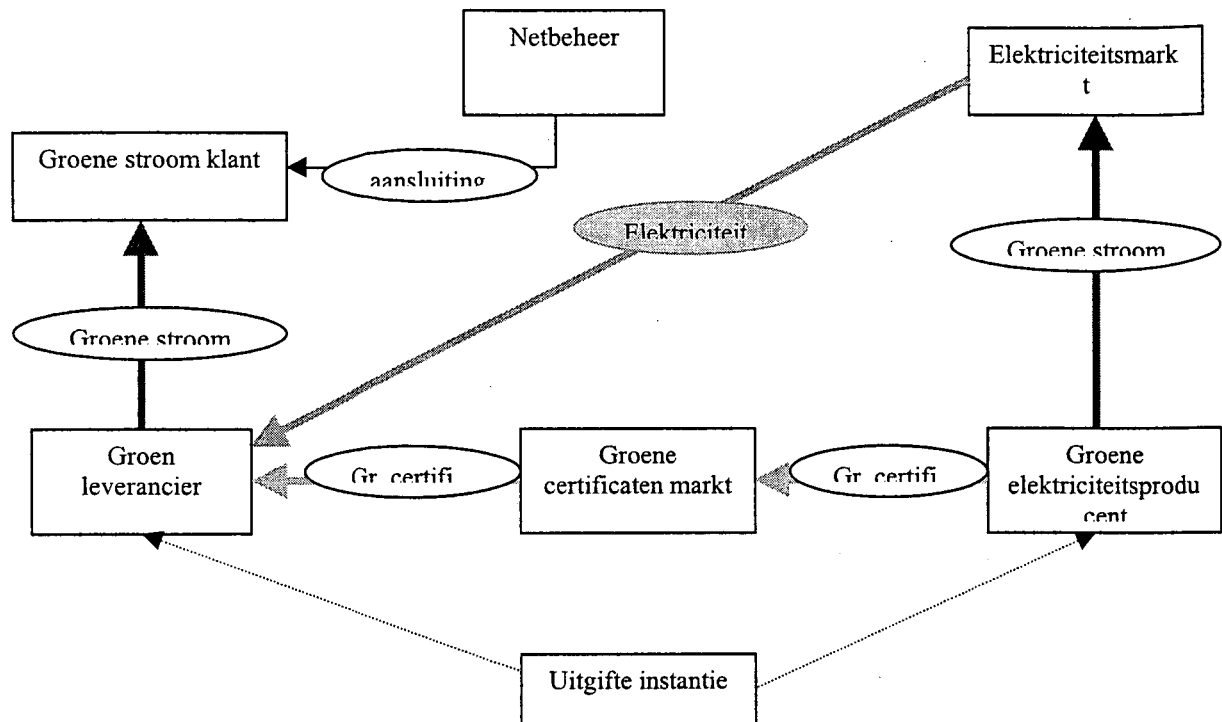 Netbeheer
Elektriciteitsmark
t
Groene stroom klant
aansluiting
Elektriciteit
Groene stroom
Groene stroom
Groen
leverancier
Gr. certifi
Groene
certificaten markt
Gr. certifi
Groene
elektriciteitsprodu
cent
Uitgifte instantie